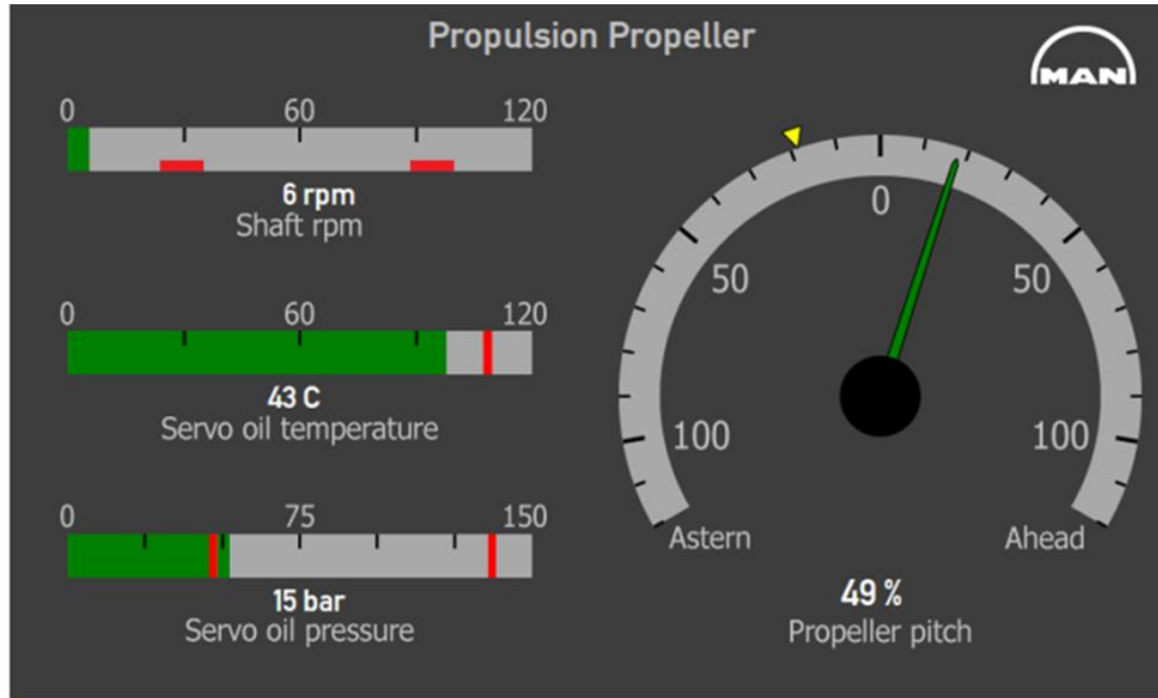 Propulsion Propeller
MAN
0 60 120
6 rpm
Shaft rpm
0 60 120
43 C
Servo oil temperature
0 75 150
15 bar
Servo oil pressure
0
50 50
100 100
Astern Ahead
49 %
Propeller pitch